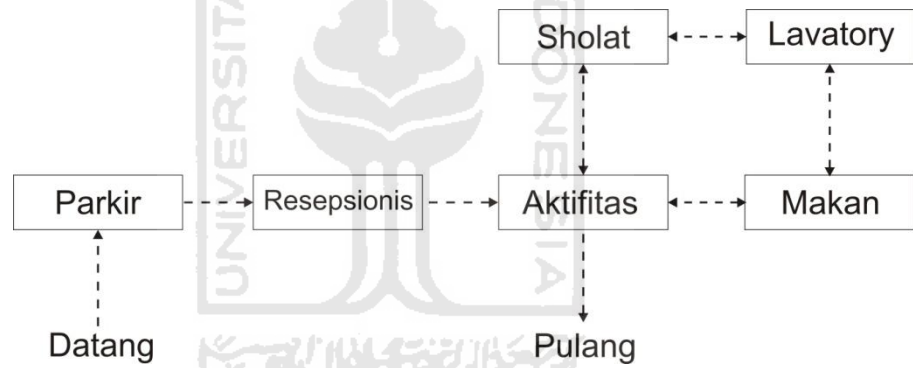 Sholat
Lavatory
Parkir
Resepsionis
Aktifitas
Makan
Datang
Pulang